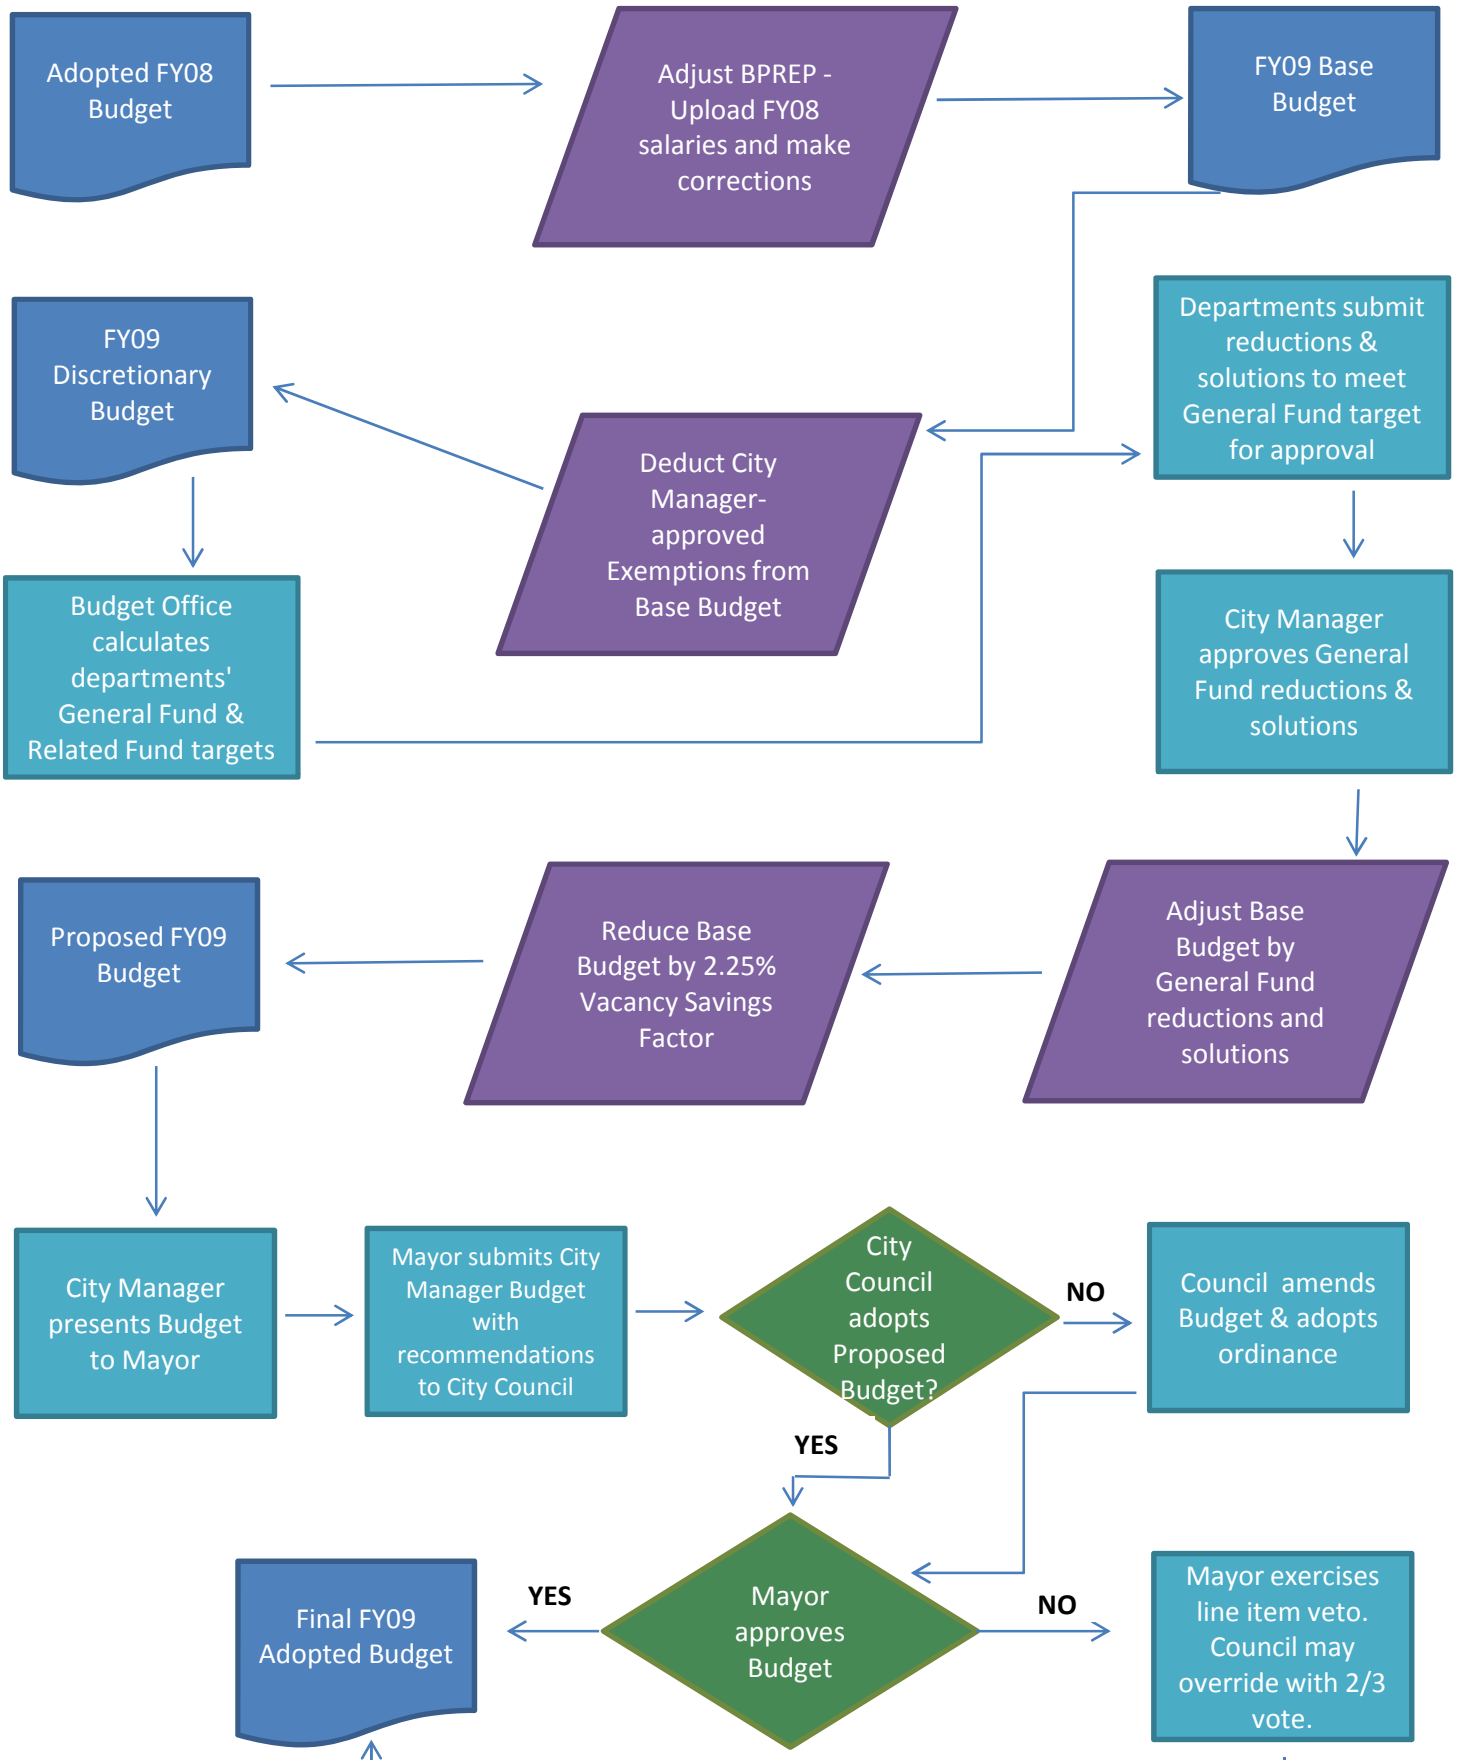 Adopted FY08
Budget
Adjust BPREP -
Upload FY08
salaries and make
corrections
FY09 Base
Budget
FY09
Discretionary
Budget
Deduct City
Manager-
approved
Exemptions from
Base Budget
Departments submit
reductions &
solutions to meet
General Fund target
for approval
Budget Office
calculates
departments'
General Fund &
Related Fund targets
City Manager
approves General
Fund reductions &
solutions
Proposed FY09
Budget
Reduce Base
Budget by 2.25%
Vacancy Savings
Factor
Adjust Base
Budget by
General Fund
reductions and
solutions
City Manager
presents Budget
to Mayor
Mayor submits City
Manager Budget
with
recommendations
to City Council
City
Council
adopts
Proposed
Budget?
NO
Council amends
Budget & adopts
ordinance
YES
Final FY09
Adopted Budget
YES
Mayor
approves
Budget
NO
Mayor exercises
line item veto.
Council may
override with 2/3
vote.